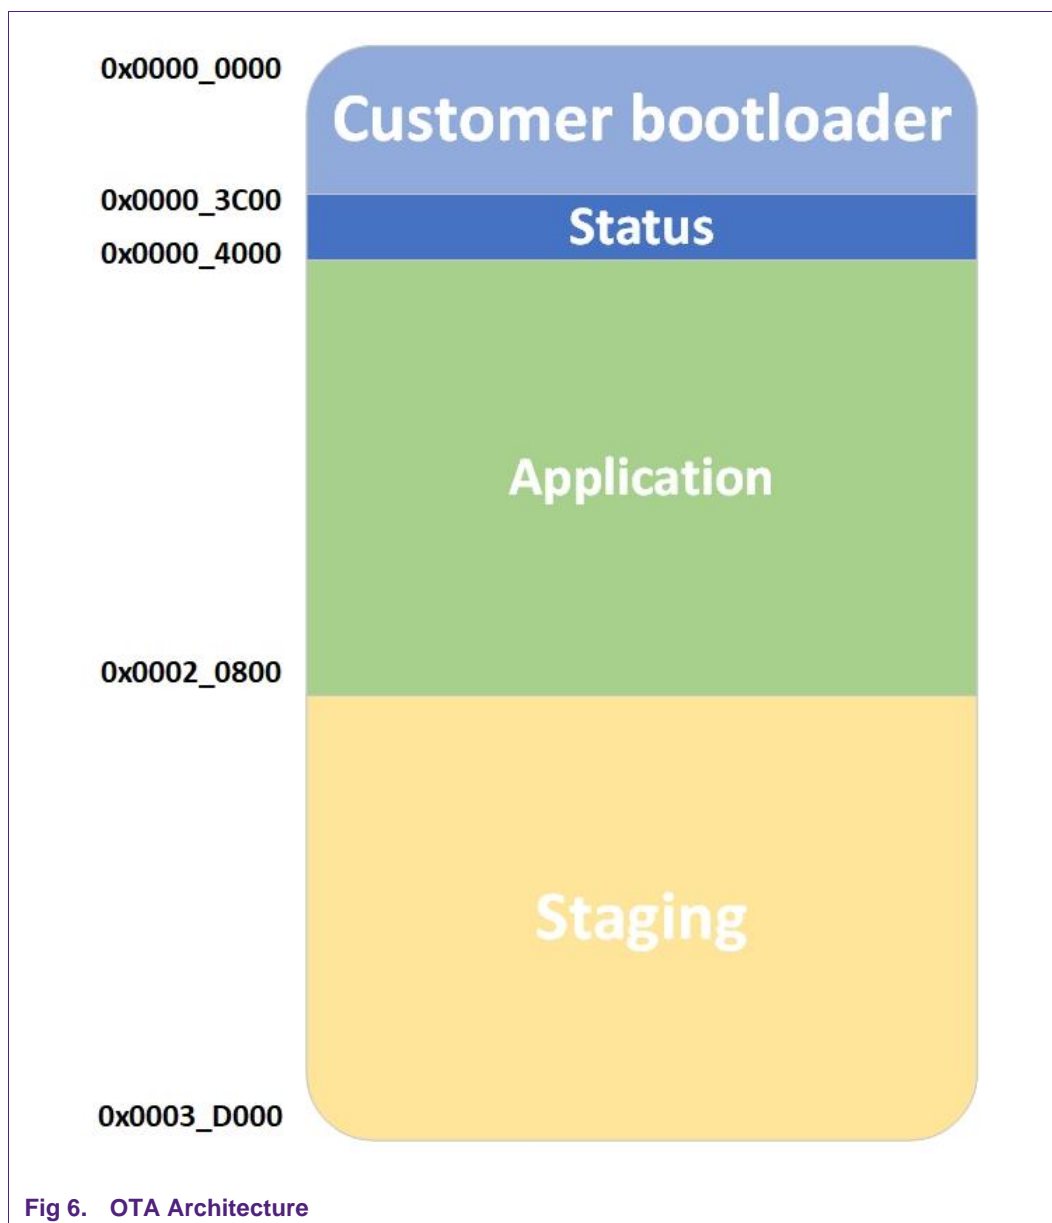 0x0000_0000
Customer bootloader
0x0000_3C00
Status
0x0000_4000
Application
0x0002_0800
Staging
0x0003_D000
Fig 6. OTA Architecture